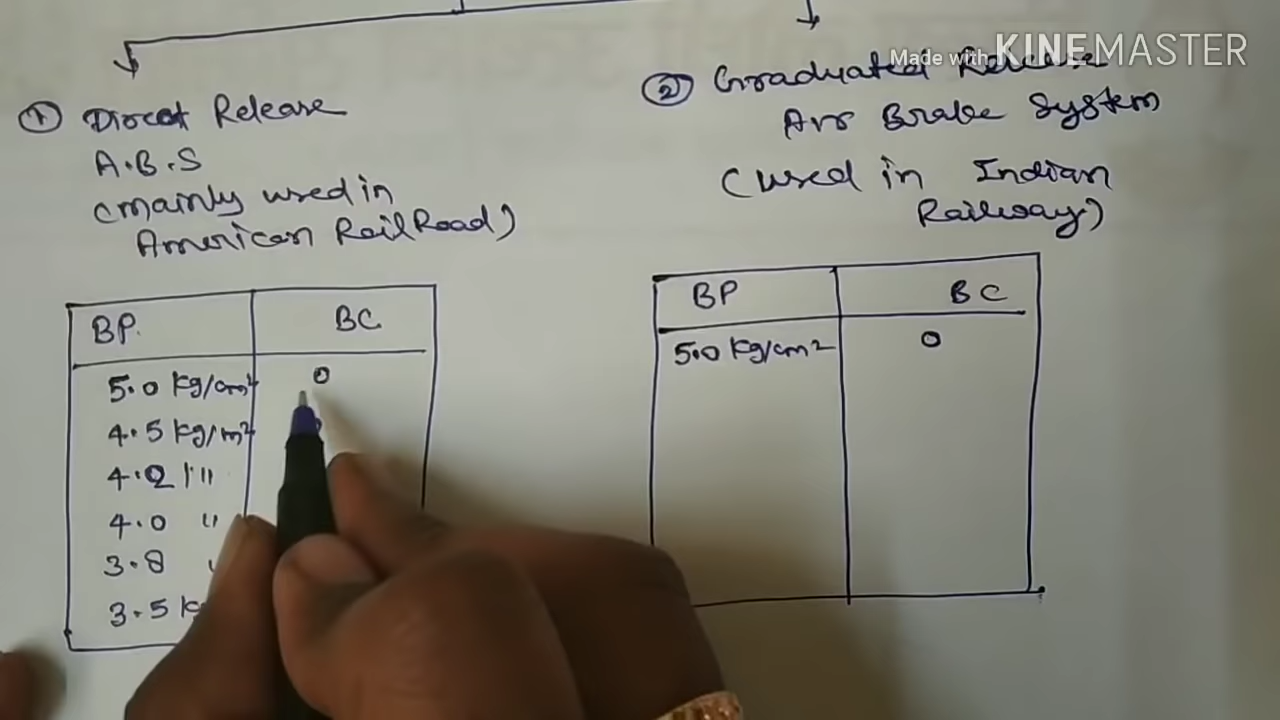 Made with KINEMASTER
① Direct Release
A.B.S
(mainly used in
American RailRoad)
BP. BC
5.0 kg/cm² 0
4.5 kg/m²
4.2 "
4.0 "
3.8
3.5 k
② Graduated Release
Air Brake System
(used in Indian
Railway)
BP BC
5.0 kg/cm² 0